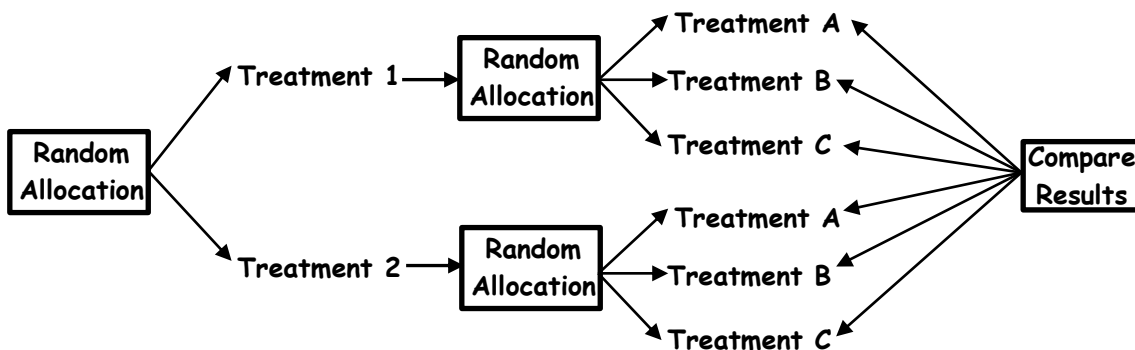 Random
Allocation
Treatment 1
Treatment 2
Random
Allocation
Random
Allocation
Treatment A
Treatment B
Treatment C
Treatment A
Treatment B
Treatment C
Compare
Results